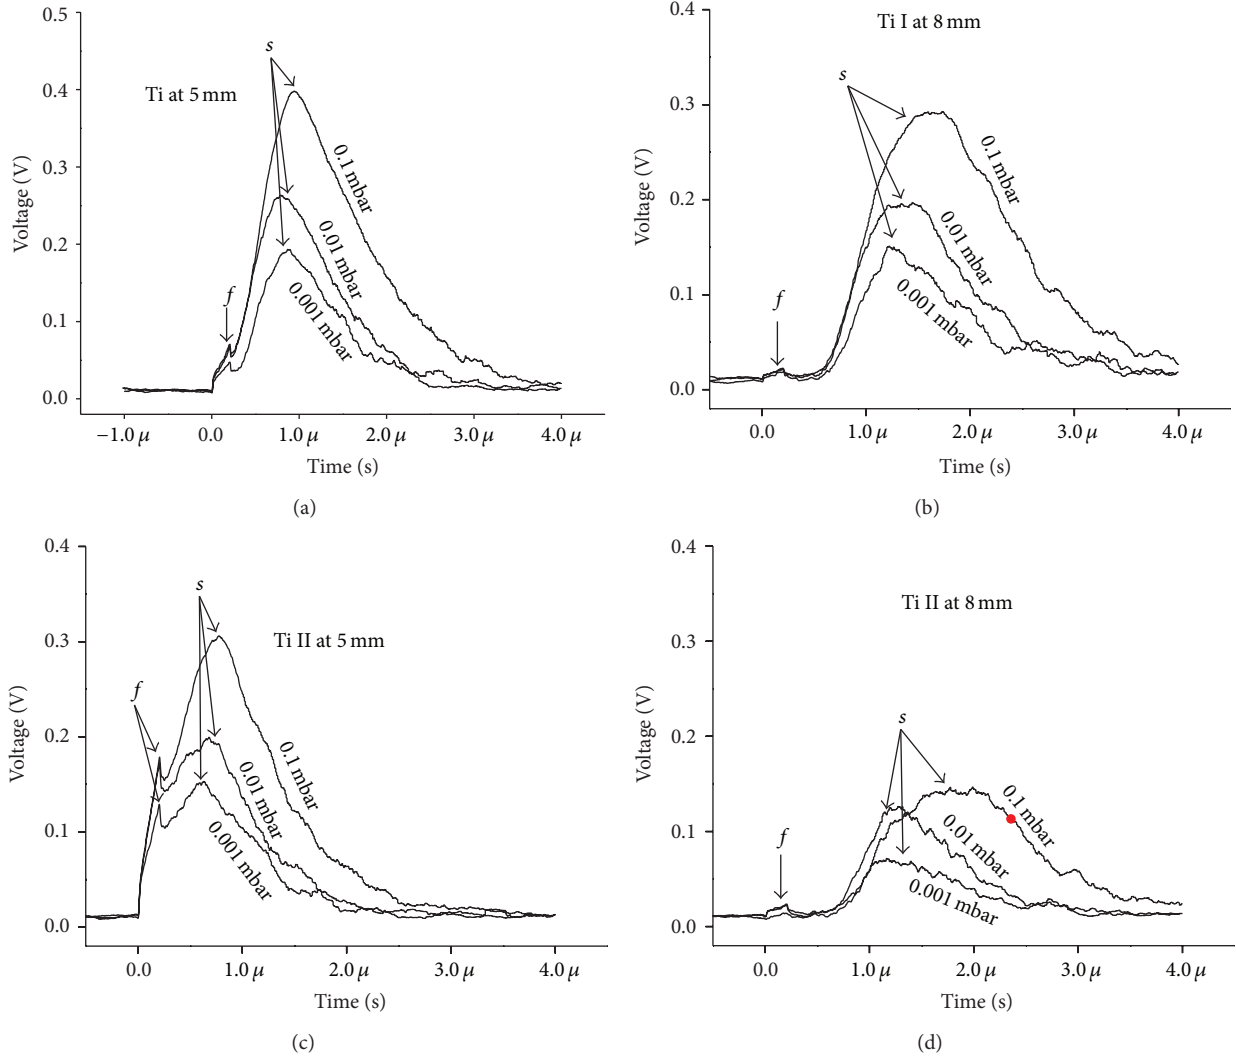 0.5
0.4
0.3
0.2
0.1
0.0
Voltage (V)
Ti at 5 mm
s
f
0.1 mbar
0.01 mbar
0.001 mbar
−1.0 μ
0.0
1.0 μ
2.0 μ
3.0 μ
4.0 μ
Time (s)
(a)
0.4
0.3
0.2
0.1
0.0
Voltage (V)
Ti I at 8 mm
s
f
0.1 mbar
0.01 mbar
0.001 mbar
0.0
1.0 μ
2.0 μ
3.0 μ
4.0 μ
Time (s)
(b)
0.4
0.3
0.2
0.1
0.0
Voltage (V)
Ti II at 5 mm
s
f
0.1 mbar
0.01 mbar
0.001 mbar
0.0
1.0 μ
2.0 μ
3.0 μ
4.0 μ
Time (s)
(c)
0.4
0.3
0.2
0.1
0.0
Voltage (V)
Ti II at 8 mm
s
f
0.1 mbar
0.01 mbar
0.001 mbar
0.0
1.0 μ
2.0 μ
3.0 μ
4.0 μ
Time (s)
(d)